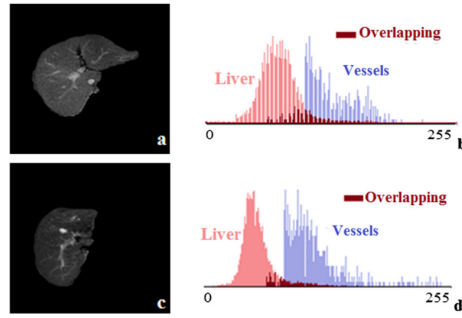 a
Overlapping
Liver
Vessels
0
255
b
c
Overlapping
Liver
Vessels
0
255
d